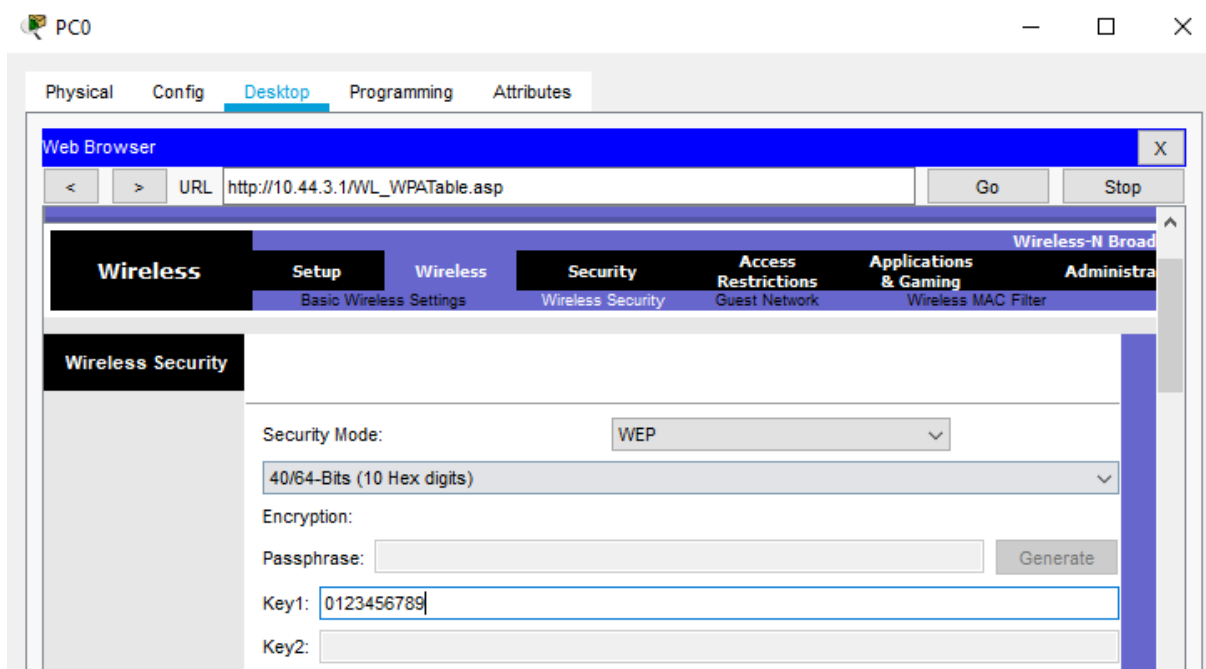 PC0
Physical Config Desktop Programming Attributes
Web Browser X
< > URL http://10.44.3.1/WL_WPATable.asp Go Stop
Wireless-N Broad
Wireless Setup Wireless Security Access Restrictions Applications & Gaming Administra
Basic Wireless Settings Wireless Security Guest Network Wireless MAC Filter
Wireless Security
Security Mode: WEP
40/64-Bits (10 Hex digits)
Encryption:
Passphrase: Generate
Key1: 0123456789
Key2: